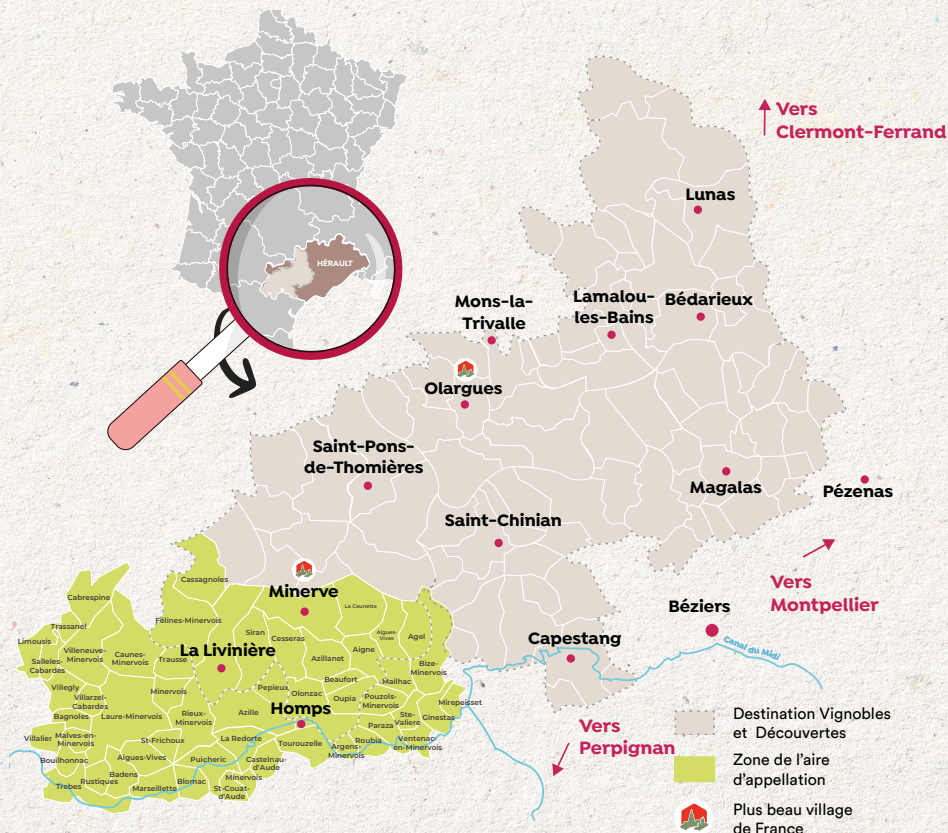 Vers
Clermont-Ferrand
Lunas
HÉRAULT
Mons-la-
Trivalle
Lamalou-
les-Bains
Bédarieux
Olargues
Saint-Pons-
de-Thomières
Magalas
Pézenas
Saint-Chinian
Vers
Montpellier
Béziers
Canal du Midi
Capestang
Cassagnoles
Minerve
Cabrespine
La Caunette
Trassanel
Félines-Minervois
Siran
Cesseras
Aigues-
Vives
Agel
Limousis
Villeneuve-
Minervois
Caunes-
Minervois
Trausse
La Livinière
Azillanet
Aigne
Salleles-
Cabardes
Bize-
Minervois
Beaufort
Mailhac
Villegly
Villarzel-
Cabardes
Minervois
Pepieux
Olonzac
Oupia
Pouzols-
Minervois
Mirepeisset
Bagnoles
Laure-Minervois
Rieux-
Minervois
Azille
Homps
Paraza
Ste-
Valiere
Ginestas
Villalier
Malves-en-
Minervois
St-Frichoux
La Redorte
Tourouzelle
Argens-
Minervois
Roubia
Ventenac-
en-Minervois
Bouilhonnac
Aigues-Vives
Puicheric
Castelnau-
d'Aude
Trebes
Rustiques
Badens
Marseillette
Blomac
Minervois
St-Couat-
d'Aude
Vers
Perpignan
Destination Vignobles
et Découvertes
Zone de l'aire
d'appellation
Plus beau village
de France